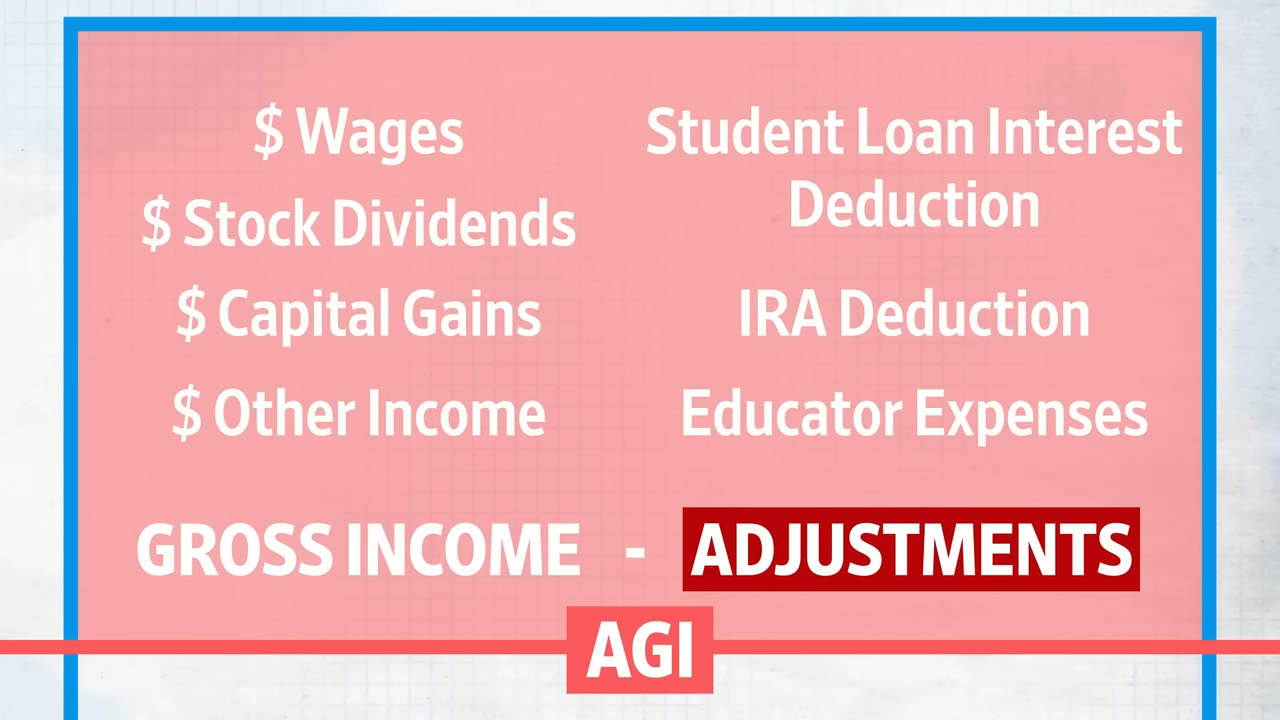 $ Wages
$ Stock Dividends
$ Capital Gains
$ Other Income
Student Loan Interest
Deduction
IRA Deduction
Educator Expenses
GROSS INCOME - ADJUSTMENTS
AGI